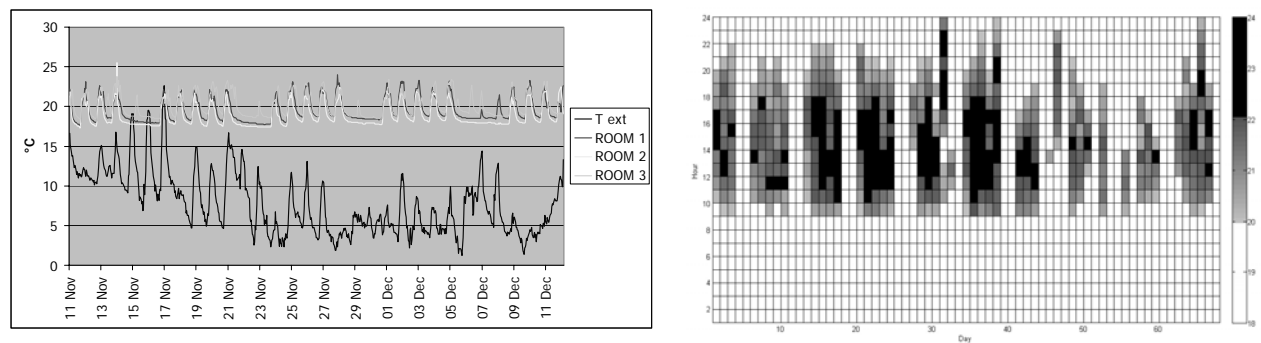 30
25
20
15
10
5
0
°C
11 Nov
13 Nov
15 Nov
17 Nov
19 Nov
21 Nov
23 Nov
25 Nov
27 Nov
29 Nov
01 Dec
03 Dec
05 Dec
07 Dec
09 Dec
11 Dec
T ext
ROOM 1
ROOM 2
ROOM 3
24
22
20
18
16
14
12
10
8
6
4
2
Hour
10
20
30
40
50
60
Day
24
23
22
21
20
19
18